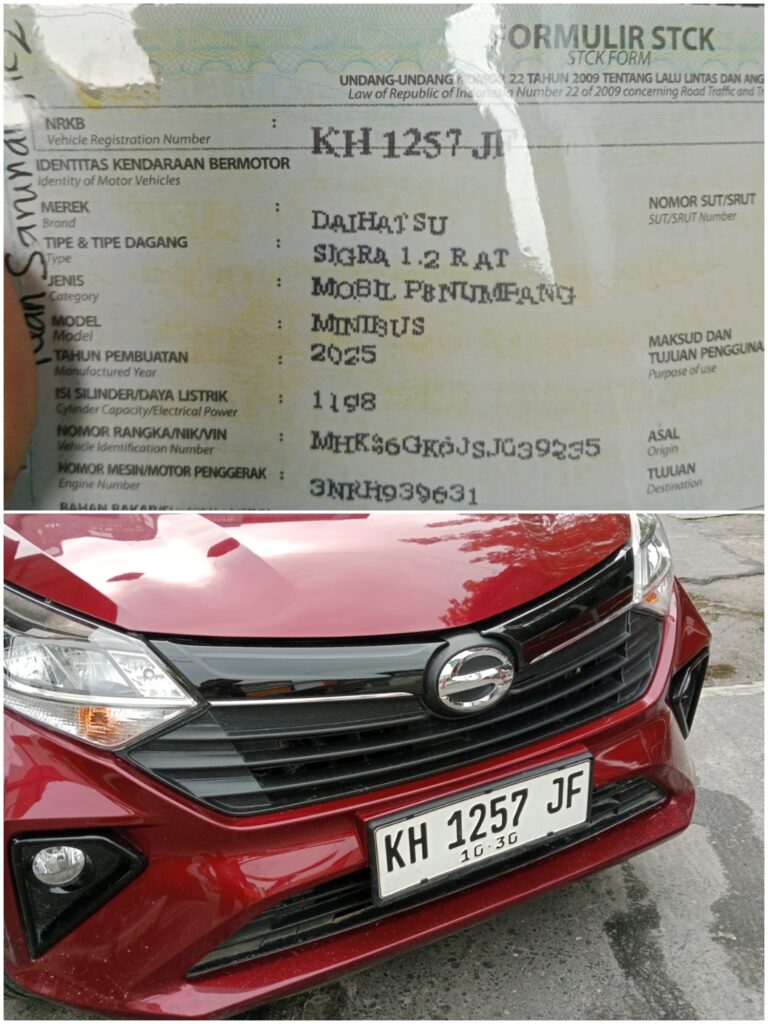 FORMULIR STCK
STCK FORM
UNDANG-UNDANG NOMOR 22 TAHUN 2009 TENTANG LALU LINTAS DAN ANG
Law of Republic of Indonesia Number 22 of 2009 concerning Road Traffic and Tr
NRKB : KH 1257 JF
Vehicle Registration Number
IDENTITAS KENDARAAN BERMOTOR
Identity of Motor Vehicles
MEREK : DAIHATSU NOMOR SUT/SRUT
Brand SUT/SRUT Number
TIPE & TIPE DAGANG : SIGRA 1.2 R AT
Type
JENIS : MOBIL PENUMPANG
Category
MODEL : MINIBUS MAKSUD DAN
Model TUJUAN PENGGUNA
TAHUN PEMBUATAN : 2025 Purpose of use
Manufactured Year
ISI SILINDER/DAYA LISTRIK : 1198
Cylinder Capacity/Electrical Power
NOMOR RANGKA/NIK/VIN : ASAL
Vehicle Identification Number Origin
NOMOR MESIN/MOTOR PENGGERAK : 3NRH939631 TUJUAN
Engine Number Destination
KH 1257 JF
10·30